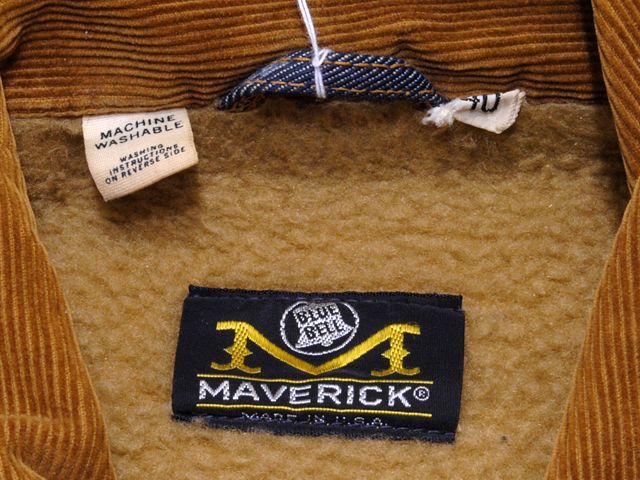 MACHINE
WASHABLE
WASHING
INSTRUCTIONS
ON REVERSE SIDE
BLUE
BELL
MAVERICK®
MADE IN U.S.A.